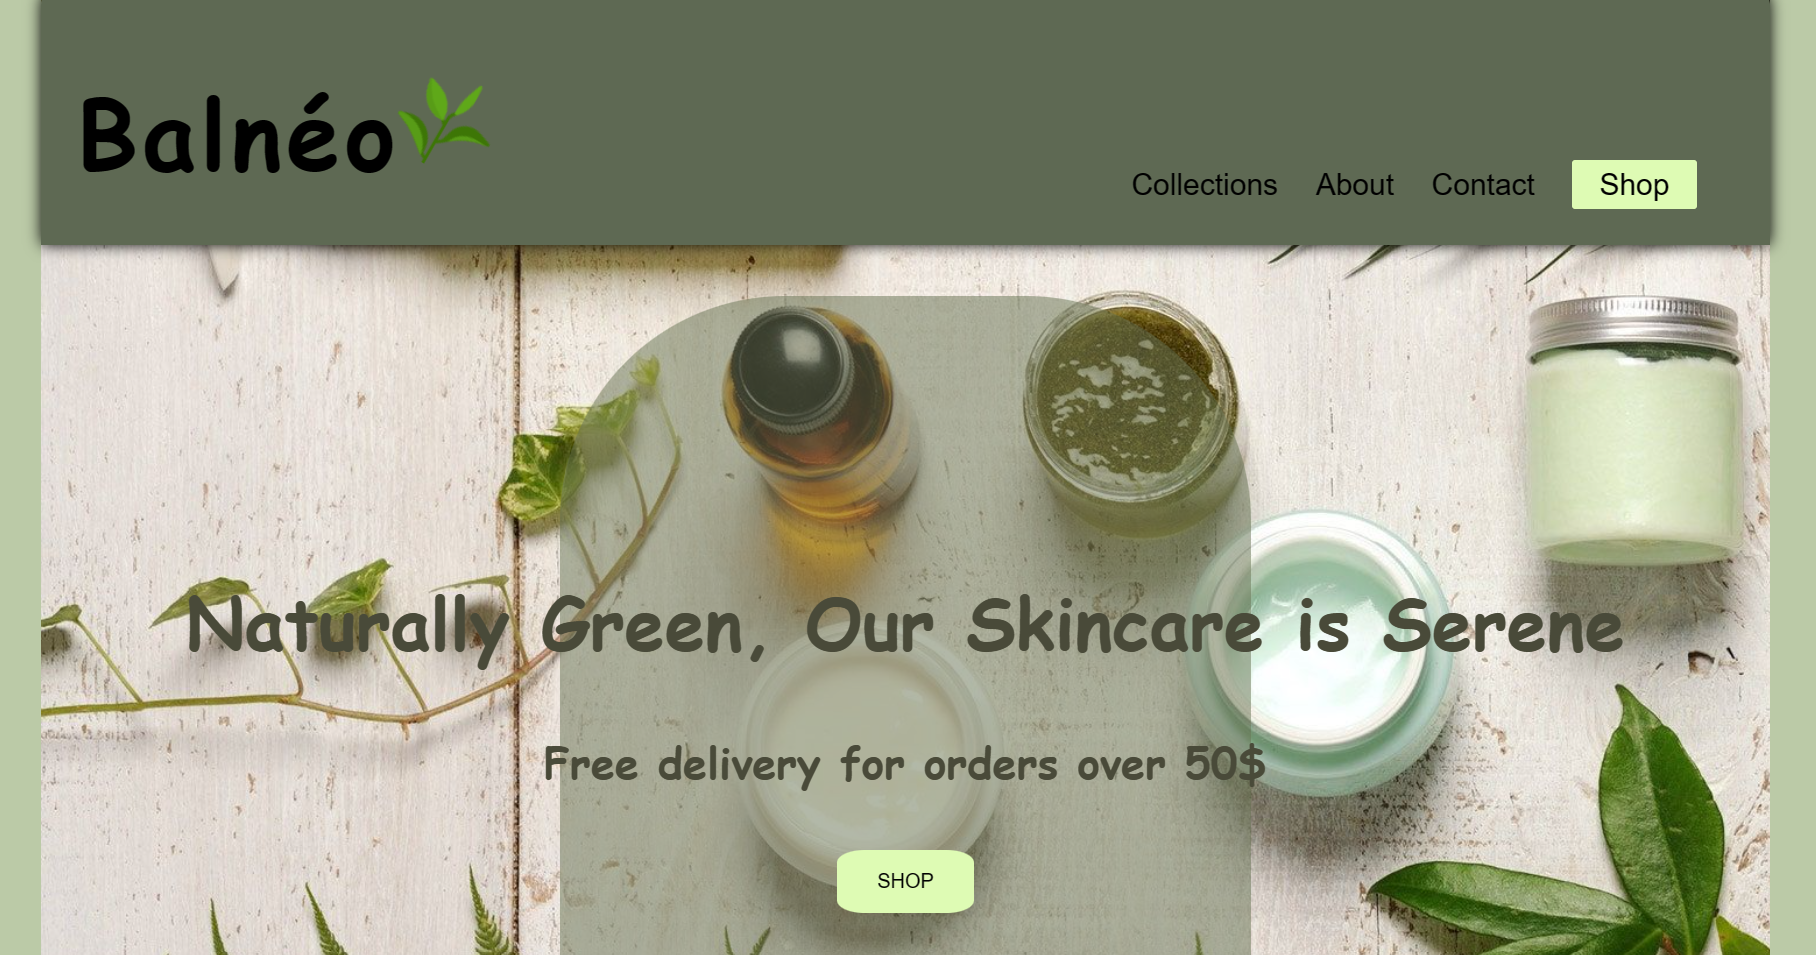 Balnéo
Collections About Contact Shop
Naturally Green, Our Skincare is Serene
Free delivery for orders over 50$
SHOP